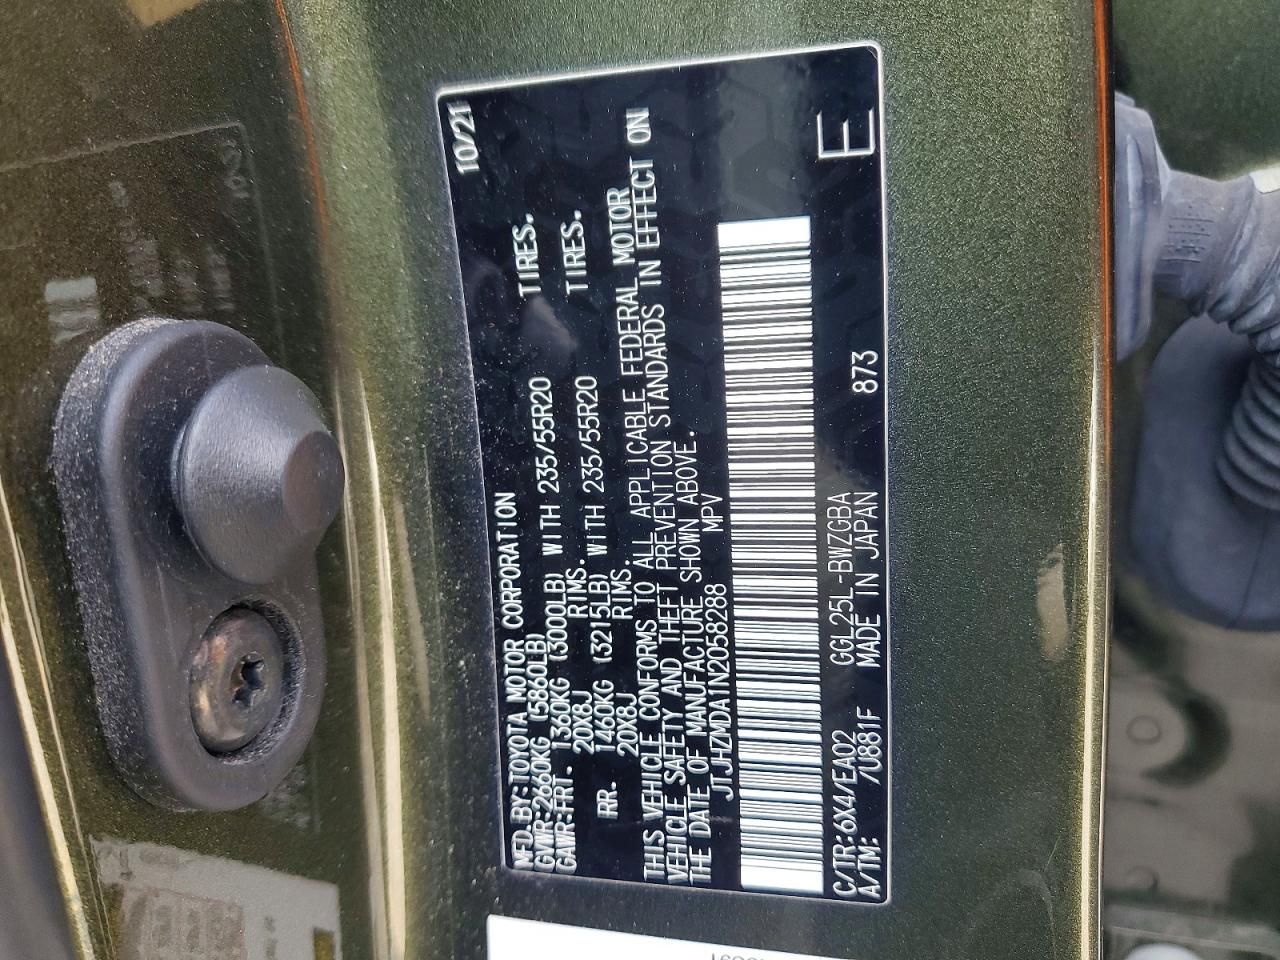 10/21
MFD.BY:TOYOTA MOTOR CORPORATION
GVWR:2660KG (5860LB)
GAWR:FRT. 1360KG (3000LB) WITH 235/55R20 TIRES.
20X8J RIMS.
RR. 1460KG (3215LB) WITH 235/55R20 TIRES.
20X8J RIMS.
THIS VEHICLE CONFORMS TO ALL APPLICABLE FEDERAL MOTOR
VEHICLE SAFETY AND THEFT PREVENTION STANDARDS IN EFFECT ON
THE DATE OF MANUFACTURE SHOWN ABOVE.
JTJHZMDA1N2058288 MPV
E
C/TR:6X4/EA02 GGL25L-BWZGBA
A/TM: 7U881F MADE IN JAPAN 873